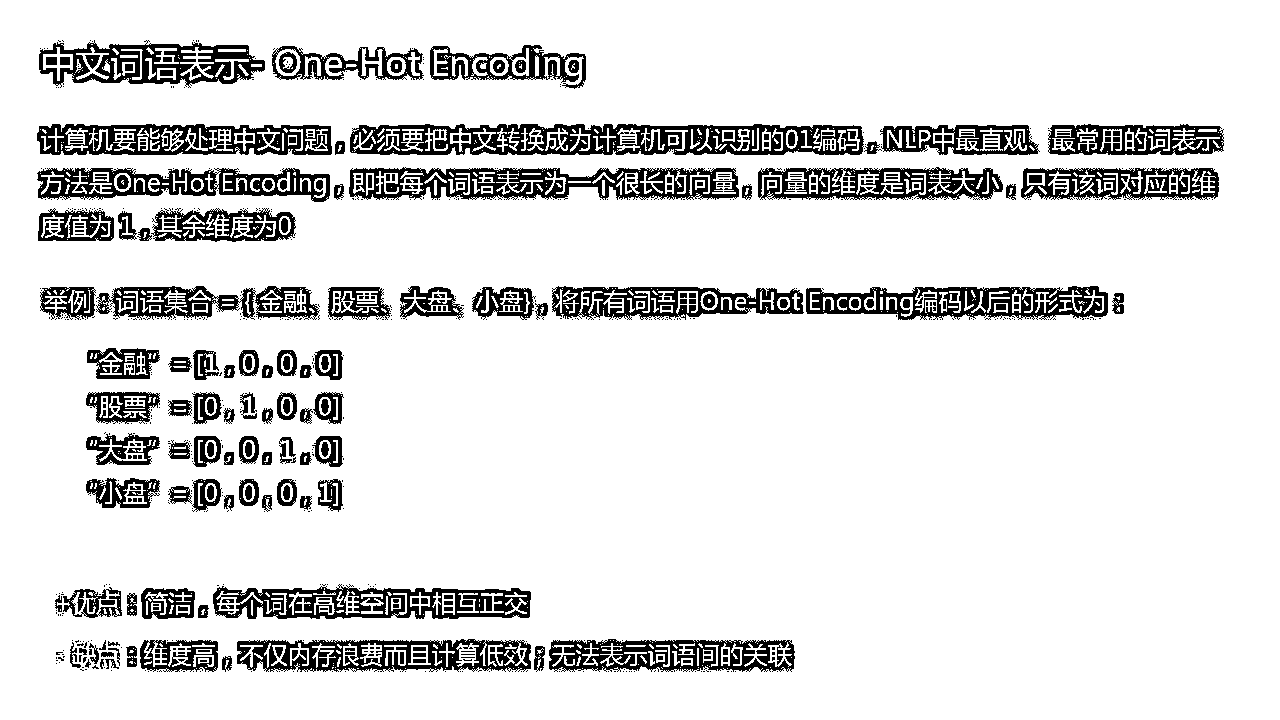 中文词语表示- One-Hot Encoding
计算机要能够处理中文问题，必须要把中文转换成为计算机可以识别的01编码，NLP中最直观、最常用的词表示
方法是One-Hot Encoding，即把每个词语表示为一个很长的向量，向量的维度是词表大小，只有该词对应的维
度值为 1，其余维度为0
举例：词语集合 = { 金融、股票、大盘、小盘}，将所有词语用One-Hot Encoding编码以后的形式为：
“金融” = [1,0,0,0]
“股票” = [0,1,0,0]
“大盘” = [0,0,1,0]
“小盘” = [0,0,0,1]
+优点：简洁，每个词在高维空间中相互正交
- 缺点：维度高，不仅内存浪费而且计算低效；无法表示词语间的关联